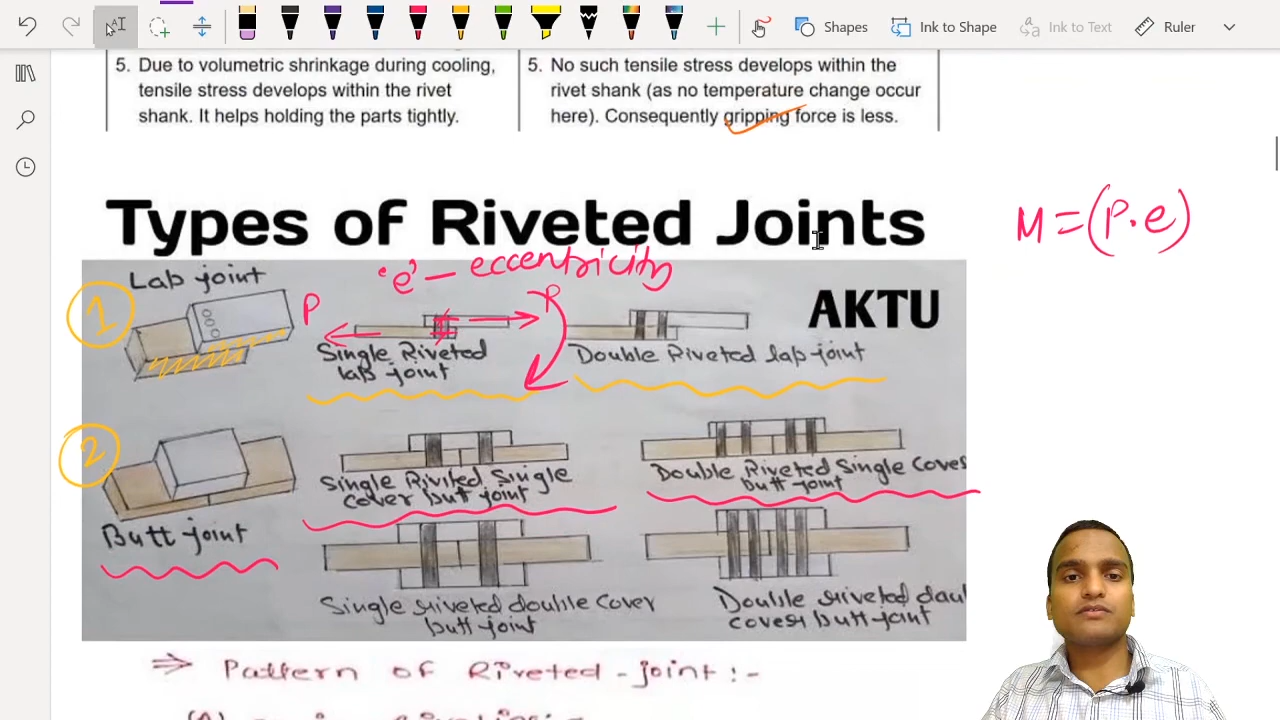 Shapes
Ink to Shape
Ink to Text
Ruler
5. Due to volumetric shrinkage during cooling,
tensile stress develops within the rivet
shank. It helps holding the parts tightly.
5. No such tensile stress develops within the
rivet shank (as no temperature change occur
here). Consequently gripping force is less.
Types of Riveted Joints
M = (P.e)
'e' – eccentricity
Lap joint
1
P
P
AKTU
Single Riveted
lap joint
Double Riveted lap joint
2
Single Rivited Single
Cover butt joint
Double Riveted Single Cover
butt joint
Butt joint
Single riveted double cover
butt joint
Double riveted dou
cover butt joint
⇒ Pattern of Riveted - joint :-